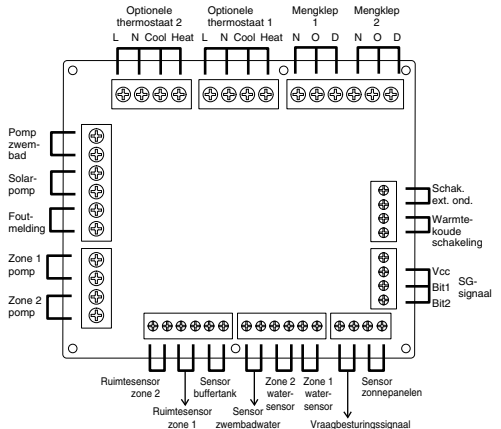 Optionele thermostaat 2
Optionele thermostaat 1
Mengklep 1
Mengklep 2
L N Cool Heat
L N Cool Heat
N O D
N O D
Pomp zwem-
bad
Solar-
pomp
Fout-
melding
Zone 1
pomp
Zone 2
pomp
Schak.
ext. ond.
Warmte-
koude
schakeling
Vcc
Bit1
Bit2
SG-
signaal
Ruimtesensor
zone 2
Ruimtesensor
zone 1
Sensor
buffertank
Sensor
zwembadwater
Zone 2
water-
sensor
Zone 1
water-
sensor
Vraagbesturingssignaal
Sensor
zonnepanelen